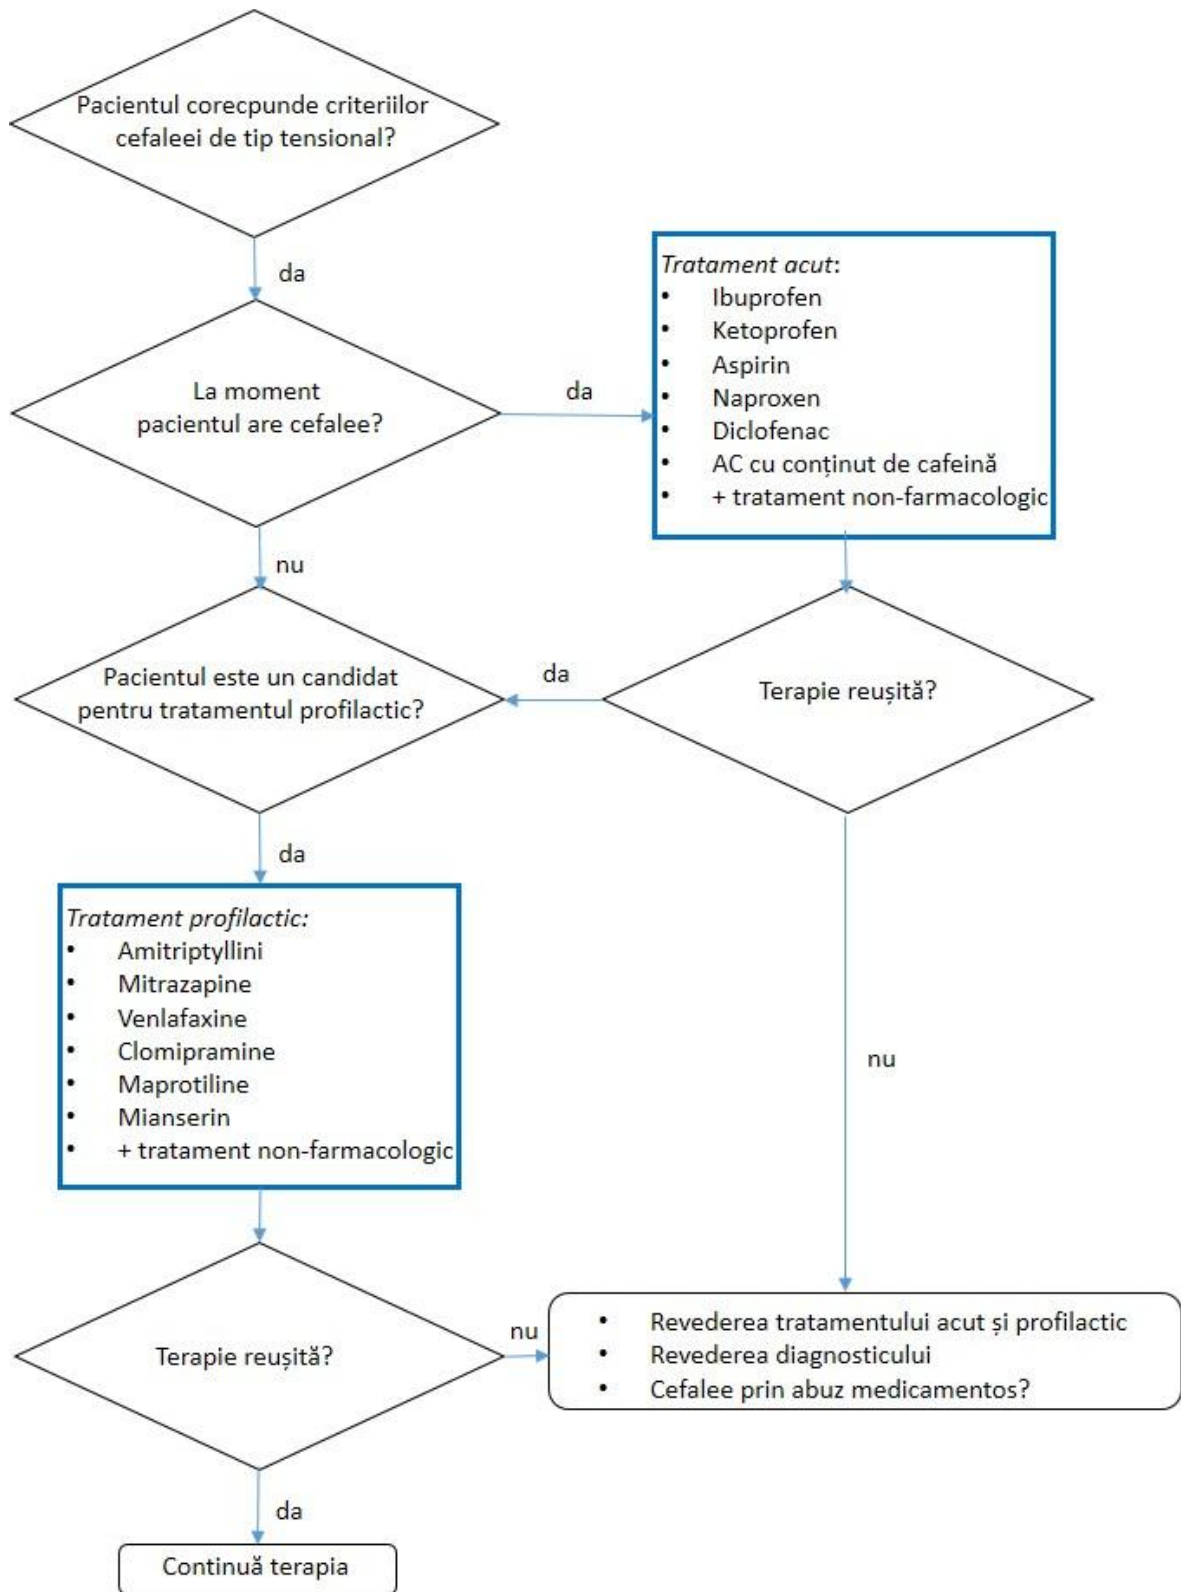 Pacientul corecpunde criteriilor
cefaleei de tip tensional?
da
La moment
pacientul are cefalee?
da
Tratament acut:
• Ibuprofen
• Ketoprofen
• Aspirin
• Naproxen
• Diclofenac
• AC cu conținut de cafeină
• + tratament non-farmacologic
nu
Pacientul este un candidat
pentru tratamentul profilactic?
da
Terapie reușită?
da
Tratament profilactic:
• Amitriptyllini
• Mitrazapine
• Venlafaxine
• Clomipramine
• Maprotiline
• Mianserin
• + tratament non-farmacologic
nu
Terapie reușită?
nu
• Revederea tratamentului acut și profilactic
• Revederea diagnosticului
• Cefalee prin abuz medicamentos?
da
Continuă terapia